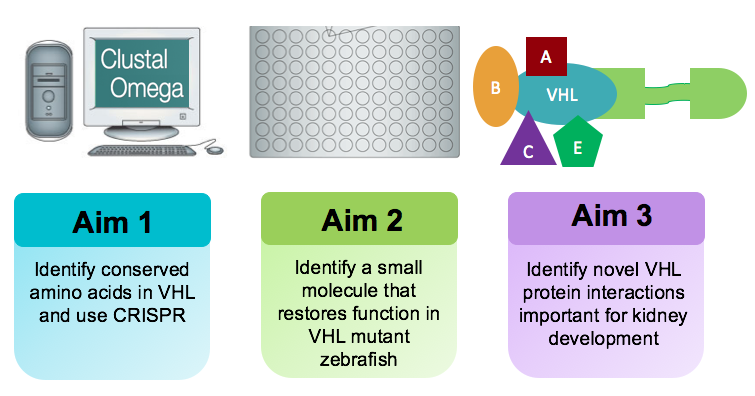 Clustal
Omega
A
B
VHL
C
E
Aim 1
Identify conserved
amino acids in VHL
and use CRISPR
Aim 2
Identify a small
molecule that
restores function in
VHL mutant
zebrafish
Aim 3
Identify novel VHL
protein interactions
important for kidney
development